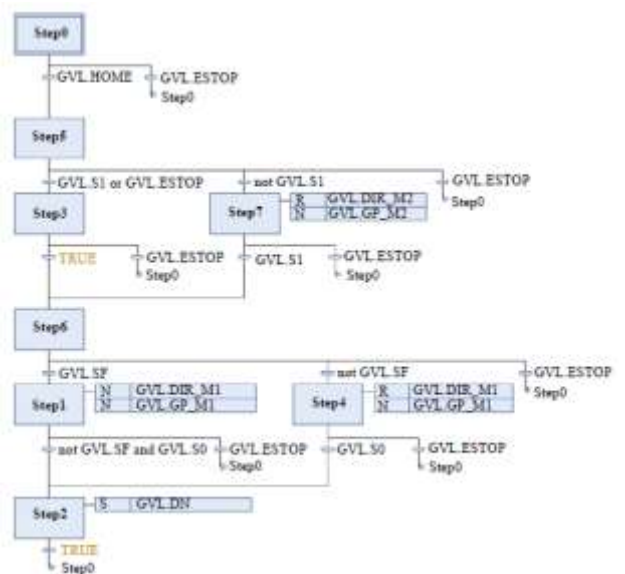 Step0
GVL.HOME GVL.ESTOP
Step0
Step5
GVL.S1 or GVL.ESTOP not GVL.S1 GVL.ESTOP
Step0
Step3 Step7 R GVL.DIR_M2
N GVL.GP_M2
TRUE GVL.ESTOP GVL.S1 GVL.ESTOP
Step0 Step0
Step6
GVL.SF not GVL.SF GVL.ESTOP
Step0
Step1 N GVL.DIR_M1 Step4 R GVL.DIR_M1
N GVL.GP_M1 N GVL.GP_M1
not GVL.SF and GVL.S0 GVL.ESTOP GVL.S0 GVL.ESTOP
Step0 Step0
Step2 S GVL.DN
TRUE
Step0